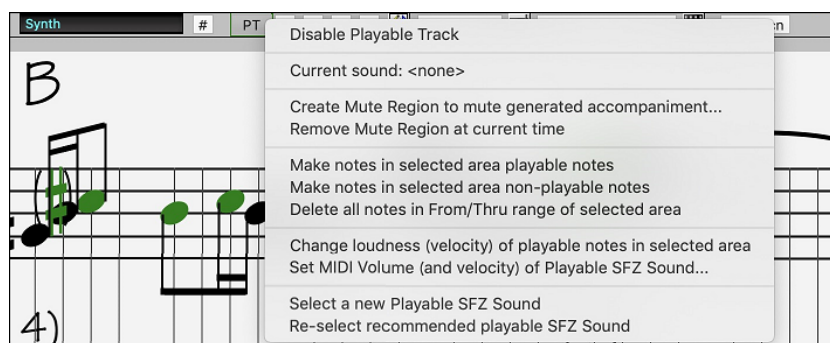 Synth # PT
Disable Playable Track
Current sound: <none>
B
Create Mute Region to mute generated accompaniment...
Remove Mute Region at current time
Make notes in selected area playable notes
Make notes in selected area non-playable notes
Delete all notes in From/Thru range of selected area
Change loudness (velocity) of playable notes in selected area
Set MIDI Volume (and velocity) of Playable SFZ Sound...
Select a new Playable SFZ Sound
4)
Re-select recommended playable SFZ Sound